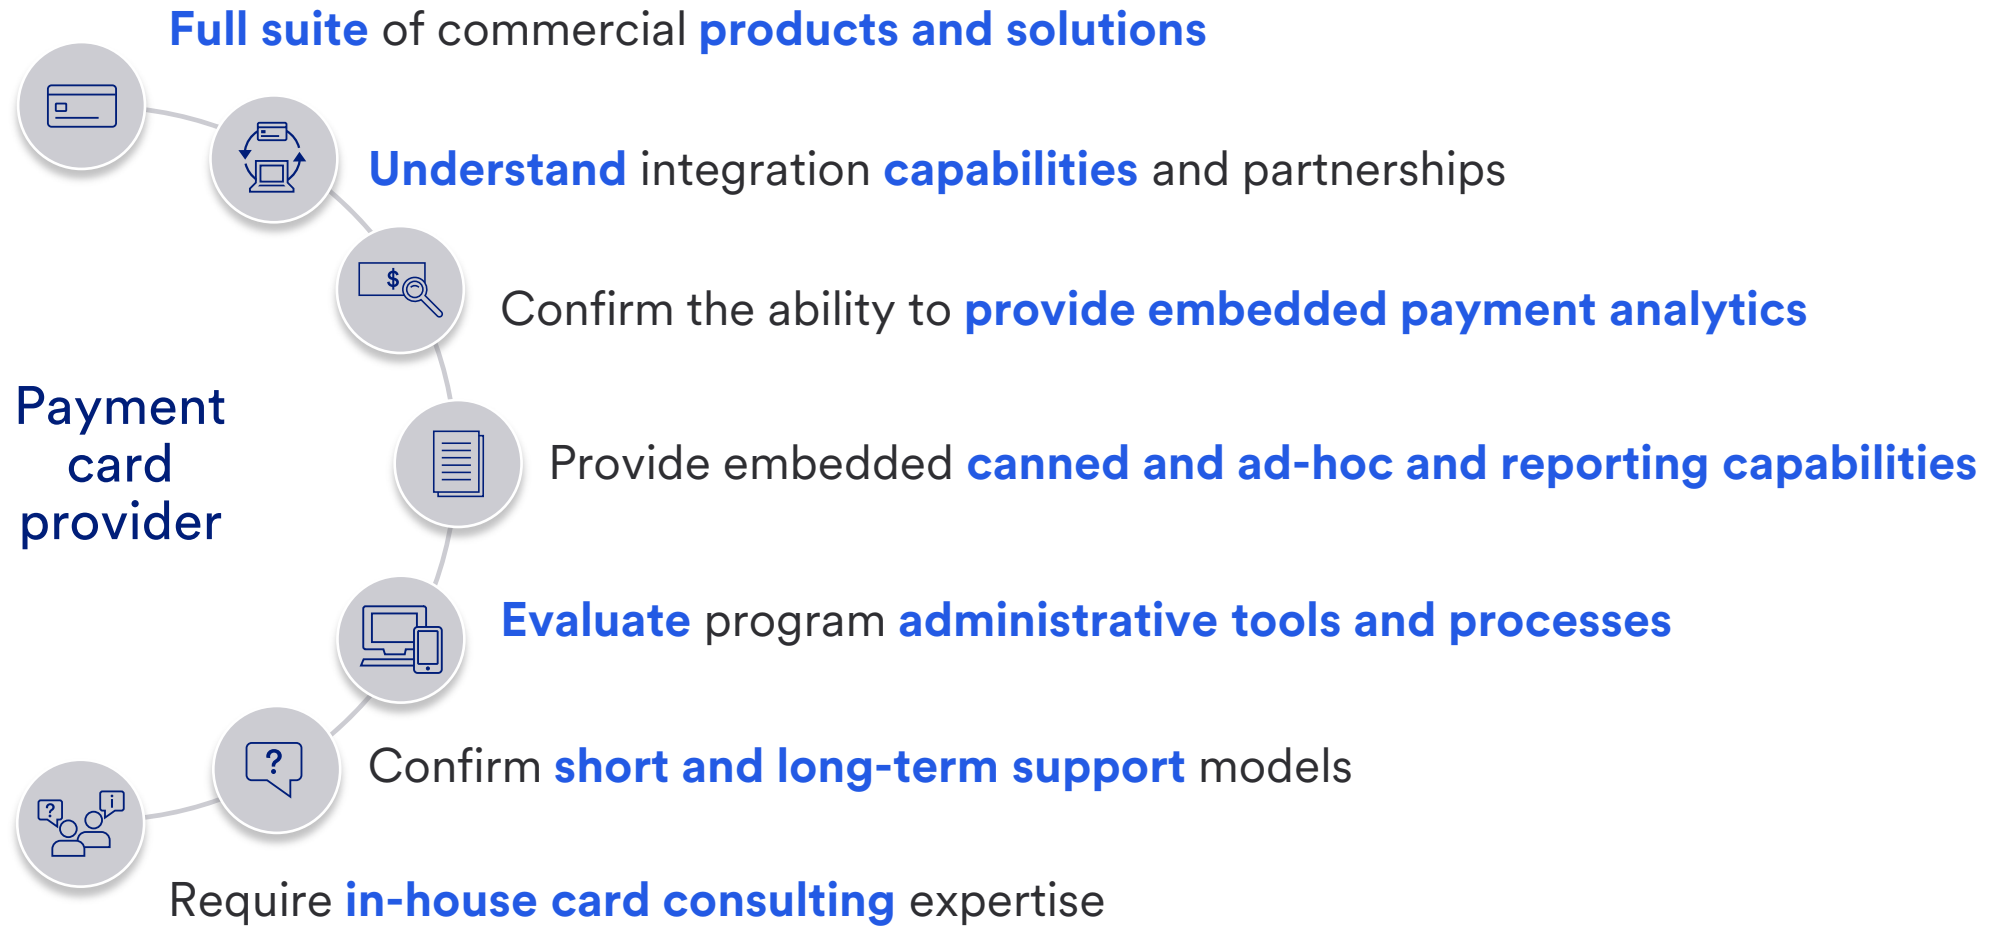 Full suite of commercial products and solutions
Understand integration capabilities and partnerships
$
Confirm the ability to provide embedded payment analytics
Payment
card
provider
Provide embedded canned and ad-hoc and reporting capabilities
Evaluate program administrative tools and processes
?
Confirm short and long-term support models
? i
Require in-house card consulting expertise